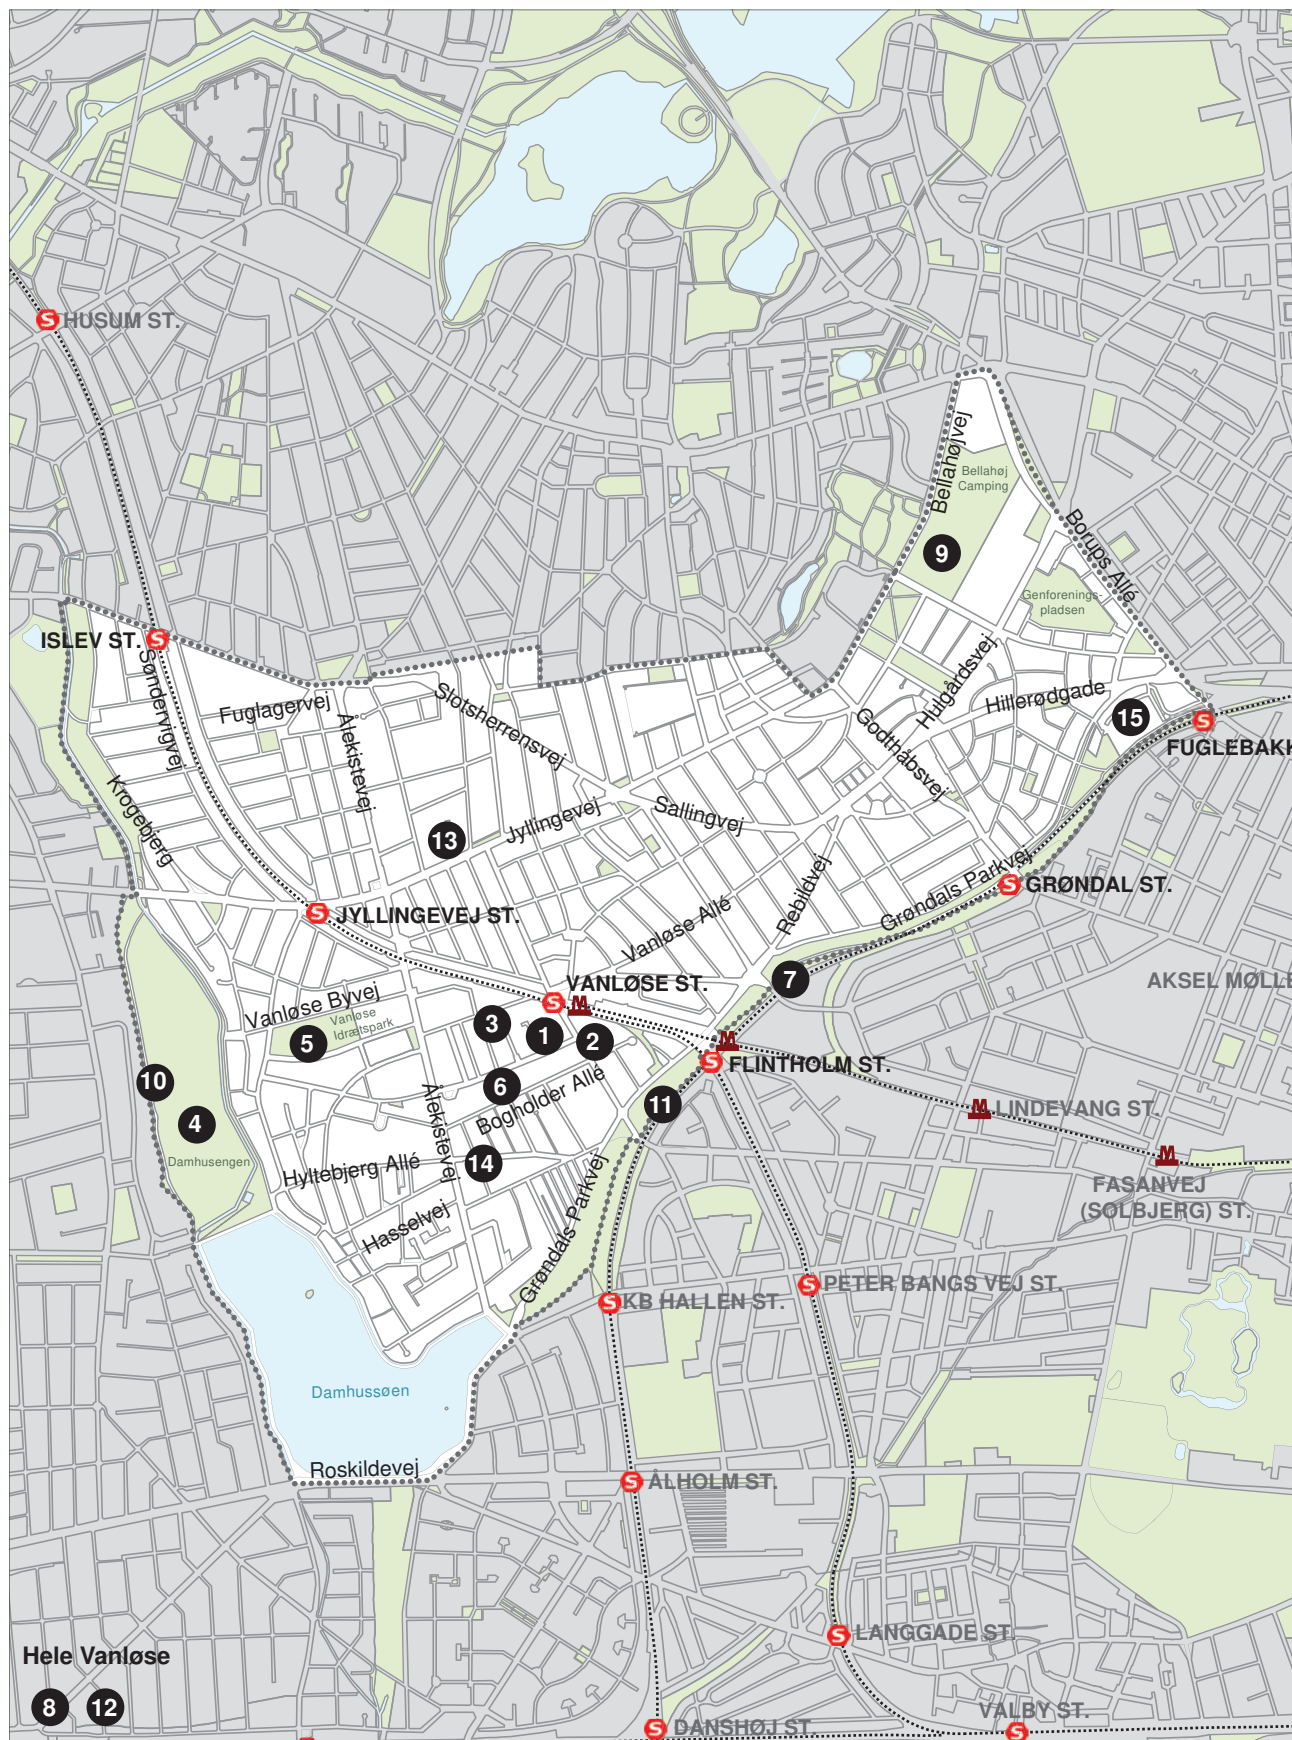 HUSUM ST.
Bellahøjvej
Bellahøj
Camping
Borups Allé
9
Genforenings-
pladsen
ISLEV ST.
Søndervigvej
Fuglagervej
Ålekistevej
Slotsherrensvej
Hulgårdsvej
Hillerødgade
15
Godthåbsvej
FUGLEBAKK
Krogebjerg
Jyllingevej
Sallingvej
13
Rebildvej
Grøndals Parkvej
GRØNDAL ST.
JYLLINGEVEJ ST.
Vanløse Allé
VANLØSE ST.
7
AKSEL MØLLE
Vanløse Byvej
Vanløse
Idrætspark
5
3
1
2
FLINTHOLM ST.
10
6
Bogholder Allé
11
LINDEVANG ST.
4
Ålekistevej
Damhusengen
Hyltebjerg Allé
14
FASANVEJ
(SOLBJERG) ST.
Hasselvej
Grøndals Parkvej
PETER BANGS VEJ ST.
KB HALLEN ST.
Damhussøen
Roskildevej
ÅLHOLM ST.
LANGGADE ST.
Hele Vanløse
8
12
VALBY ST.
DANSHØJ ST.